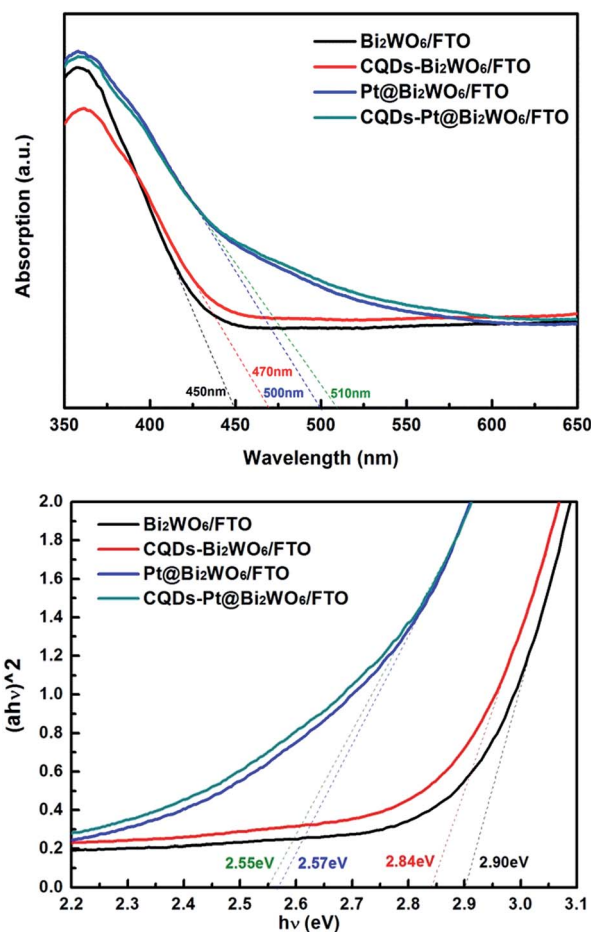 Absorption (a.u.)
Bi₂WO₆/FTO
CQDs-Bi₂WO₆/FTO
Pt@Bi₂WO₆/FTO
CQDs-Pt@Bi₂WO₆/FTO
470nm
450nm 500nm 510nm
350 400 450 500 550 600 650
Wavelength (nm)
(ahν)^2
2.0
1.8
1.6
1.4
1.2
1.0
0.8
0.6
0.4
0.2
0.0
Bi₂WO₆/FTO
CQDs-Bi₂WO₆/FTO
Pt@Bi₂WO₆/FTO
CQDs-Pt@Bi₂WO₆/FTO
2.55eV 2.57eV 2.84eV 2.90eV
2.2 2.3 2.4 2.5 2.6 2.7 2.8 2.9 3.0 3.1
hν (eV)